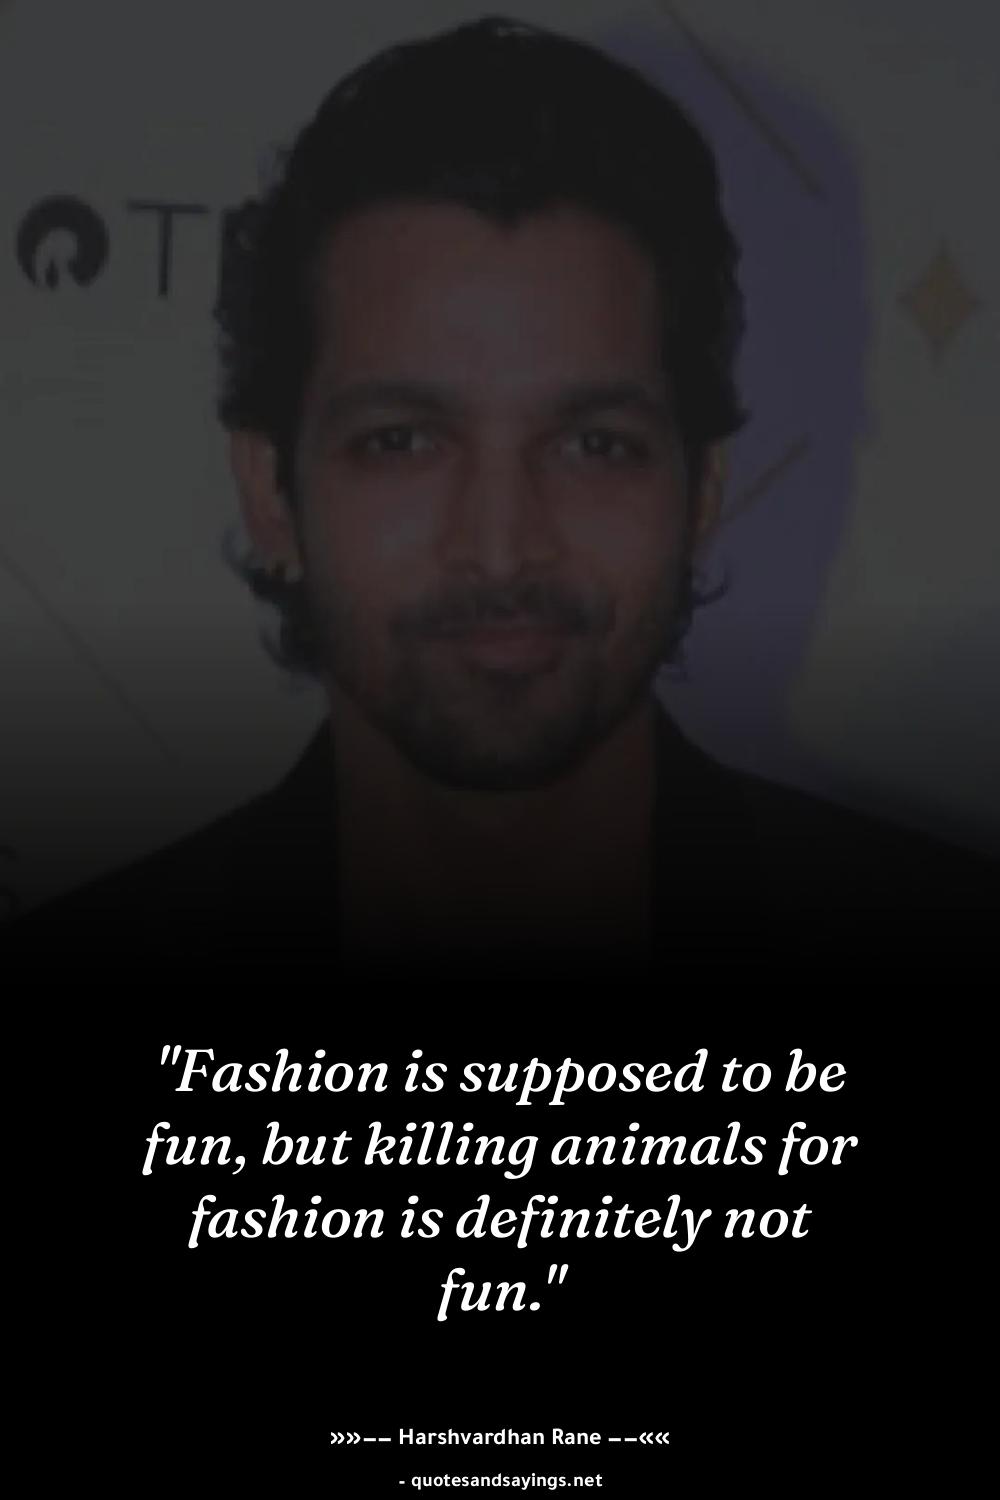 T
"Fashion is supposed to be
fun, but killing animals for
fashion is definitely not
fun."
»»–– Harshvardhan Rane ––««
- quotesandsayings.net